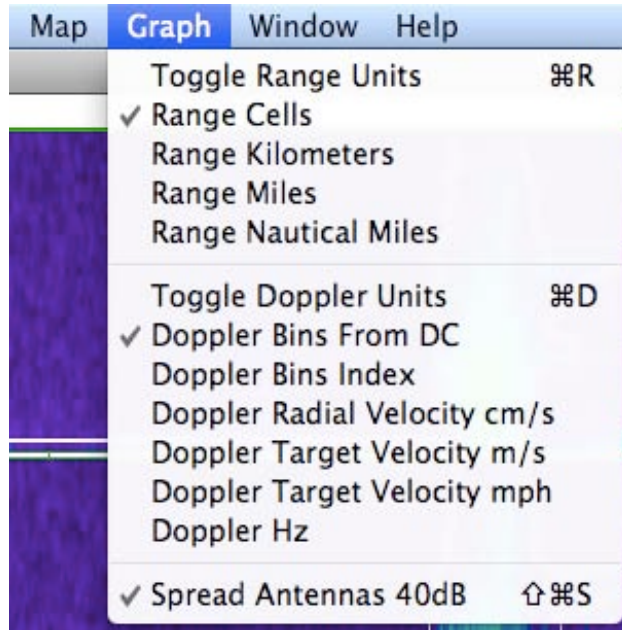 Map Graph Window Help
Toggle Range Units ⌘R
✓ Range Cells
Range Kilometers
Range Miles
Range Nautical Miles
Toggle Doppler Units ⌘D
✓ Doppler Bins From DC
Doppler Bins Index
Doppler Radial Velocity cm/s
Doppler Target Velocity m/s
Doppler Target Velocity mph
Doppler Hz
✓ Spread Antennas 40dB ⇧⌘S